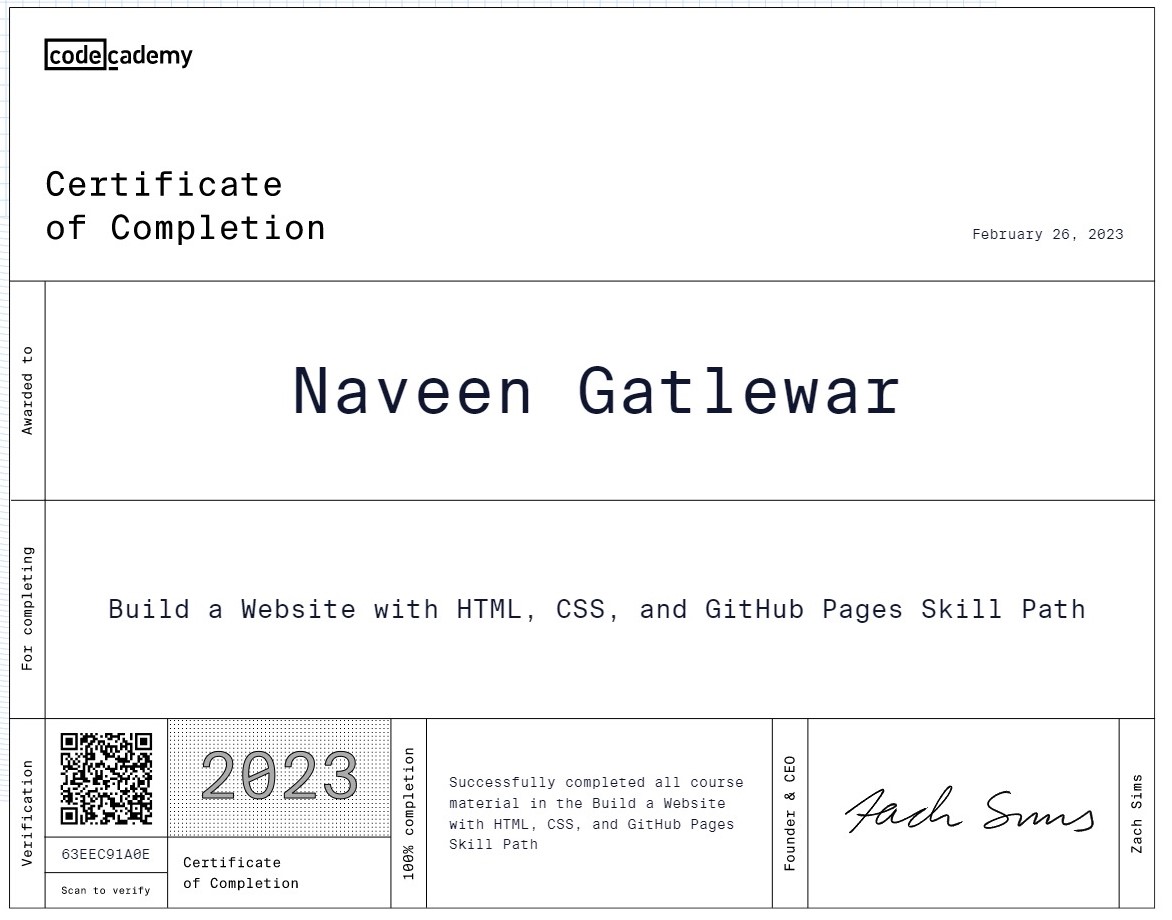 codecademy
Certificate
of Completion
February 26, 2023
Awarded to
Naveen Gatlewar
For completing
Build a Website with HTML, CSS, and GitHub Pages Skill Path
Verification
63EEC91A0E
Scan to verify
2023
Certificate
of Completion
100% completion
Successfully completed all course
material in the Build a Website
with HTML, CSS, and GitHub Pages
Skill Path
Founder & CEO
Zach Sims
Zach Sims